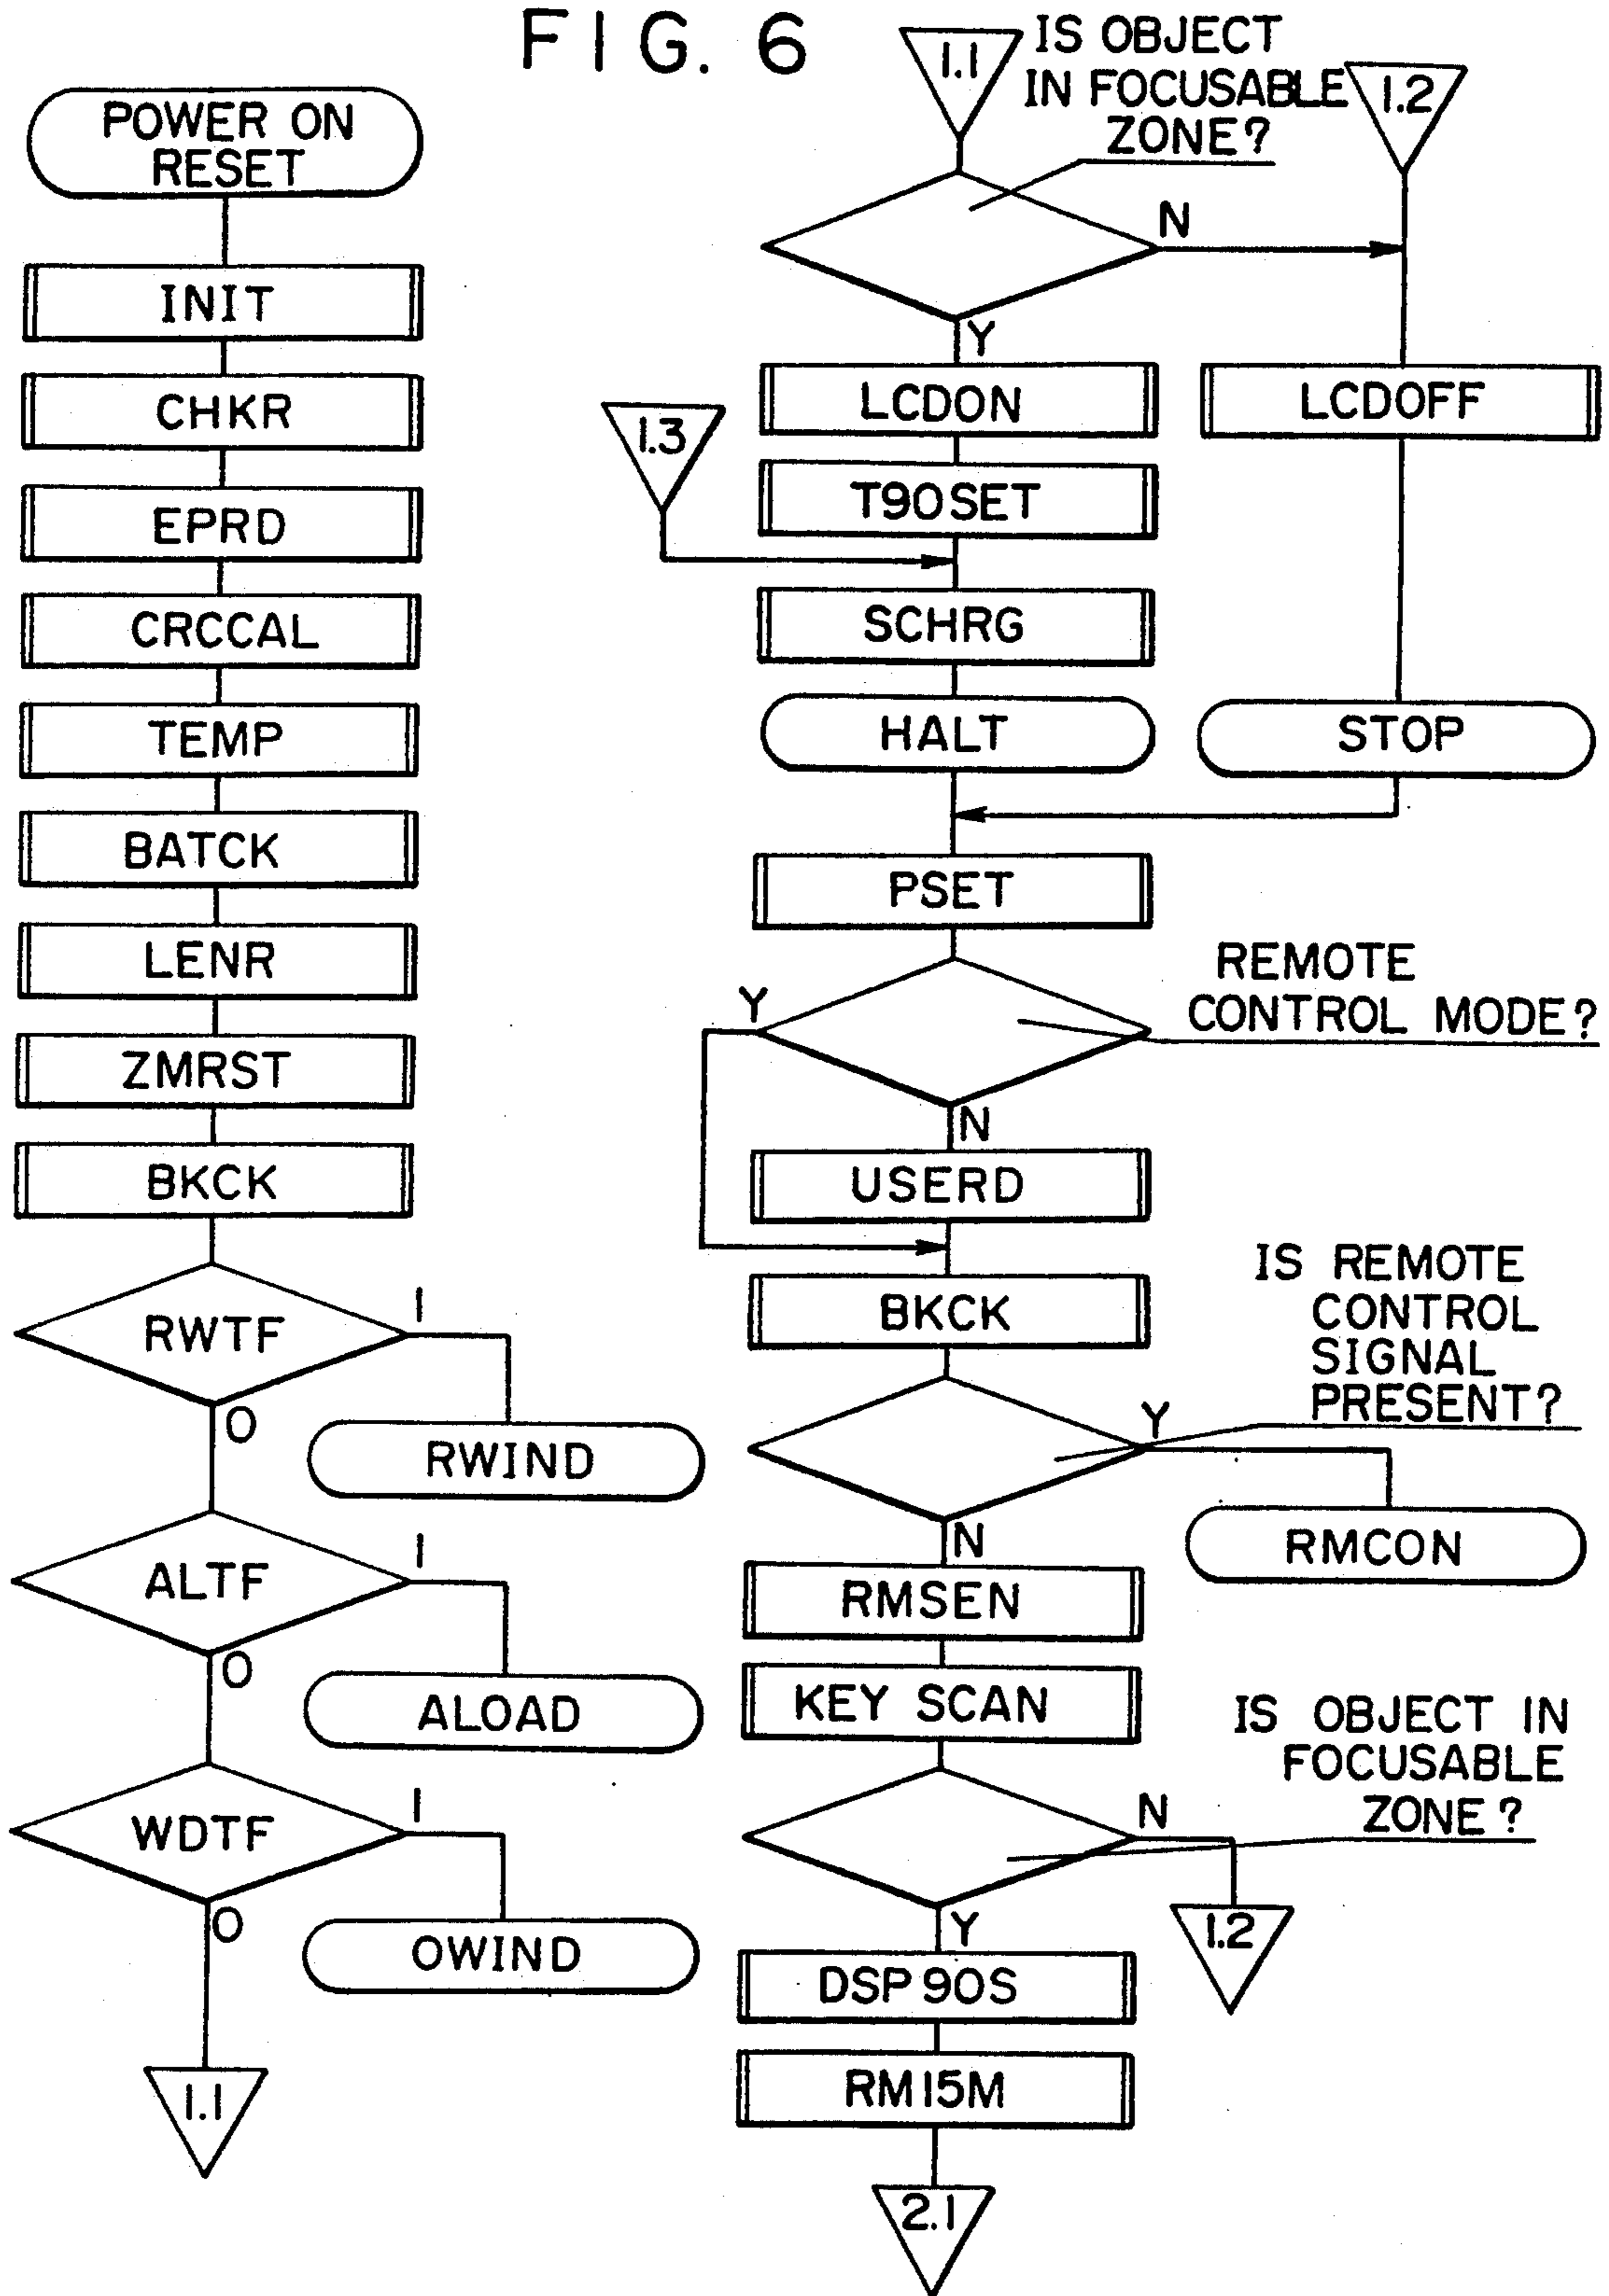 FIG. 6
POWER ON
RESET
INIT
CHKR
EPRD
CRCCAL
TEMP
BATCK
LENR
ZMRST
BKCK
RWTF
1
0
RWIND
ALTF
1
0
ALOAD
WDTF
1
0
OWIND
1.1
1.1
IS OBJECT
IN FOCUSABLE
ZONE?
1.2
N
Y
LCDON
LCDOFF
1.3
T90SET
SCHRG
HALT
STOP
PSET
REMOTE
CONTROL MODE?
Y
N
USERD
BKCK
IS REMOTE
CONTROL
SIGNAL
PRESENT?
Y
N
RMCON
RMSEN
KEY SCAN
IS OBJECT IN
FOCUSABLE
ZONE?
N
Y
1.2
DSP90S
RM15M
2.1